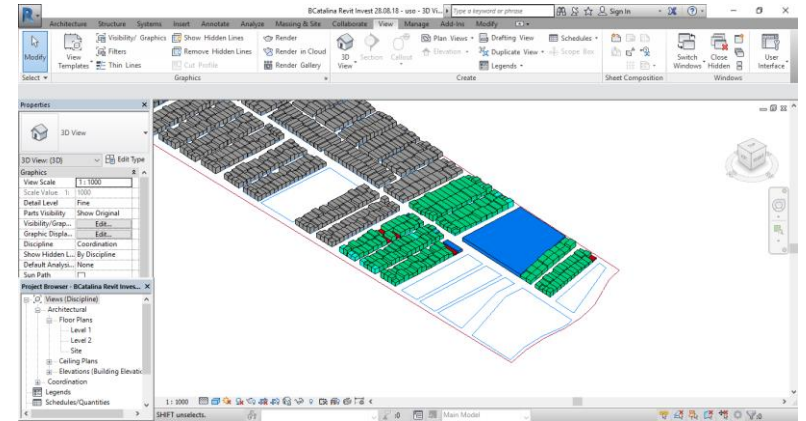 BCatalina Revit Invest 28.08.18 - uso - 3D Vi...
Type a keyword or phrase
Sign In
Architecture Structure Systems Insert Annotate Analyze Massing & Site Collaborate View Manage Add-Ins Modify
Modify
View Templates
Visibility/ Graphics
Filters
Thin Lines
Show Hidden Lines
Remove Hidden Lines
Cut Profile
Render
Render in Cloud
Render Gallery
3D View
Section
Callout
Plan Views
Elevation
Drafting View
Duplicate View
Legends
Schedules
Scope Box
Switch Windows
Close Hidden
User Interface
Select
Graphics
Create
Sheet Composition
Windows
Properties
3D View
3D View: {3D}
Edit Type
Graphics
View Scale 1 : 1000
Scale Value 1: 1000
Detail Level Fine
Parts Visibility Show Original
Visibility/Grap... Edit...
Graphic Displa... Edit...
Discipline Coordination
Show Hidden L... By Discipline
Default Analysi... None
Sun Path
Project Browser - BCatalina Revit Inves...
Views (Discipline)
Architectural
Floor Plans
Level 1
Level 2
Site
Ceiling Plans
Elevations (Building Elevatio
Coordination
Legends
Schedules/Quantities
1 : 1000
SHIFT unselects.
:0
Main Model
:0